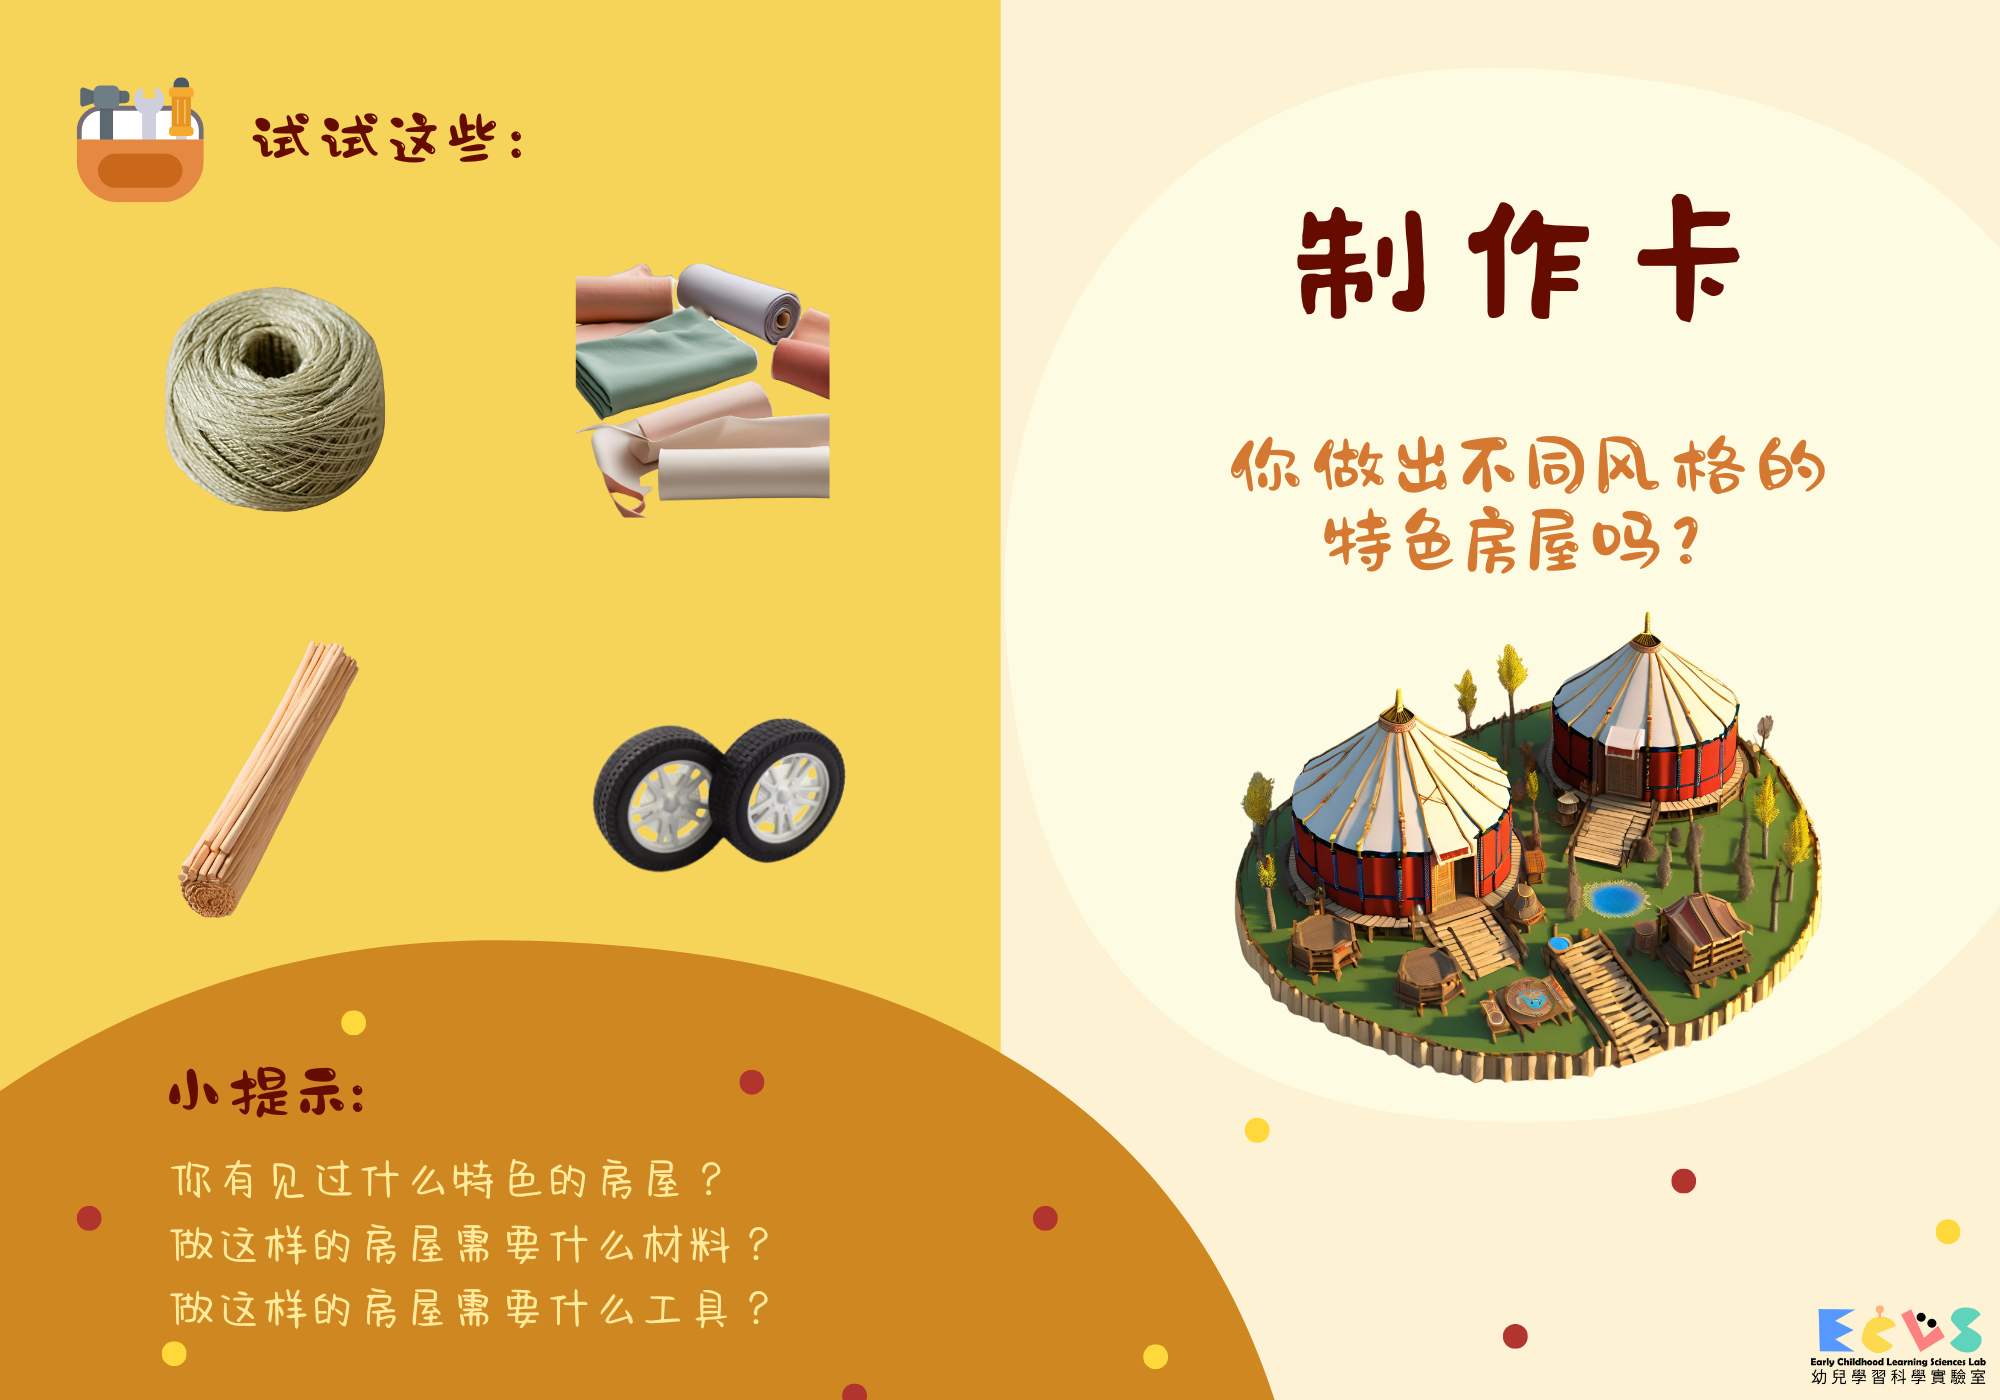 试试这些：
小提示：
你有见过什么特色的房屋？
做这样的房屋需要什么材料？
做这样的房屋需要什么工具？
制作卡
你做出不同风格的
特色房屋吗？
ECLS
Early Childhood Learning Sciences Lab
幼兒學習科學實驗室